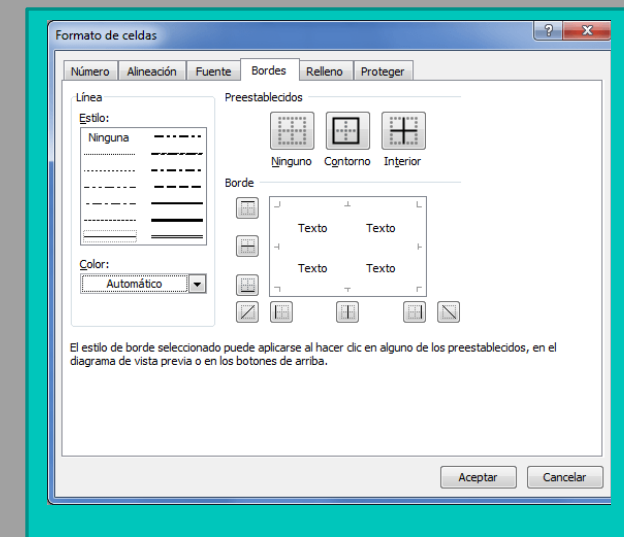 Formato de celdas
Número Alineación Fuente Bordes Relleno Proteger
Línea
Estilo:
Ninguna
Color:
Automático
Preestablecidos
Ninguno Contorno Interior
Borde
Texto Texto
Texto Texto
El estilo de borde seleccionado puede aplicarse al hacer clic en alguno de los preestablecidos, en el
diagrama de vista previa o en los botones de arriba.
Aceptar Cancelar